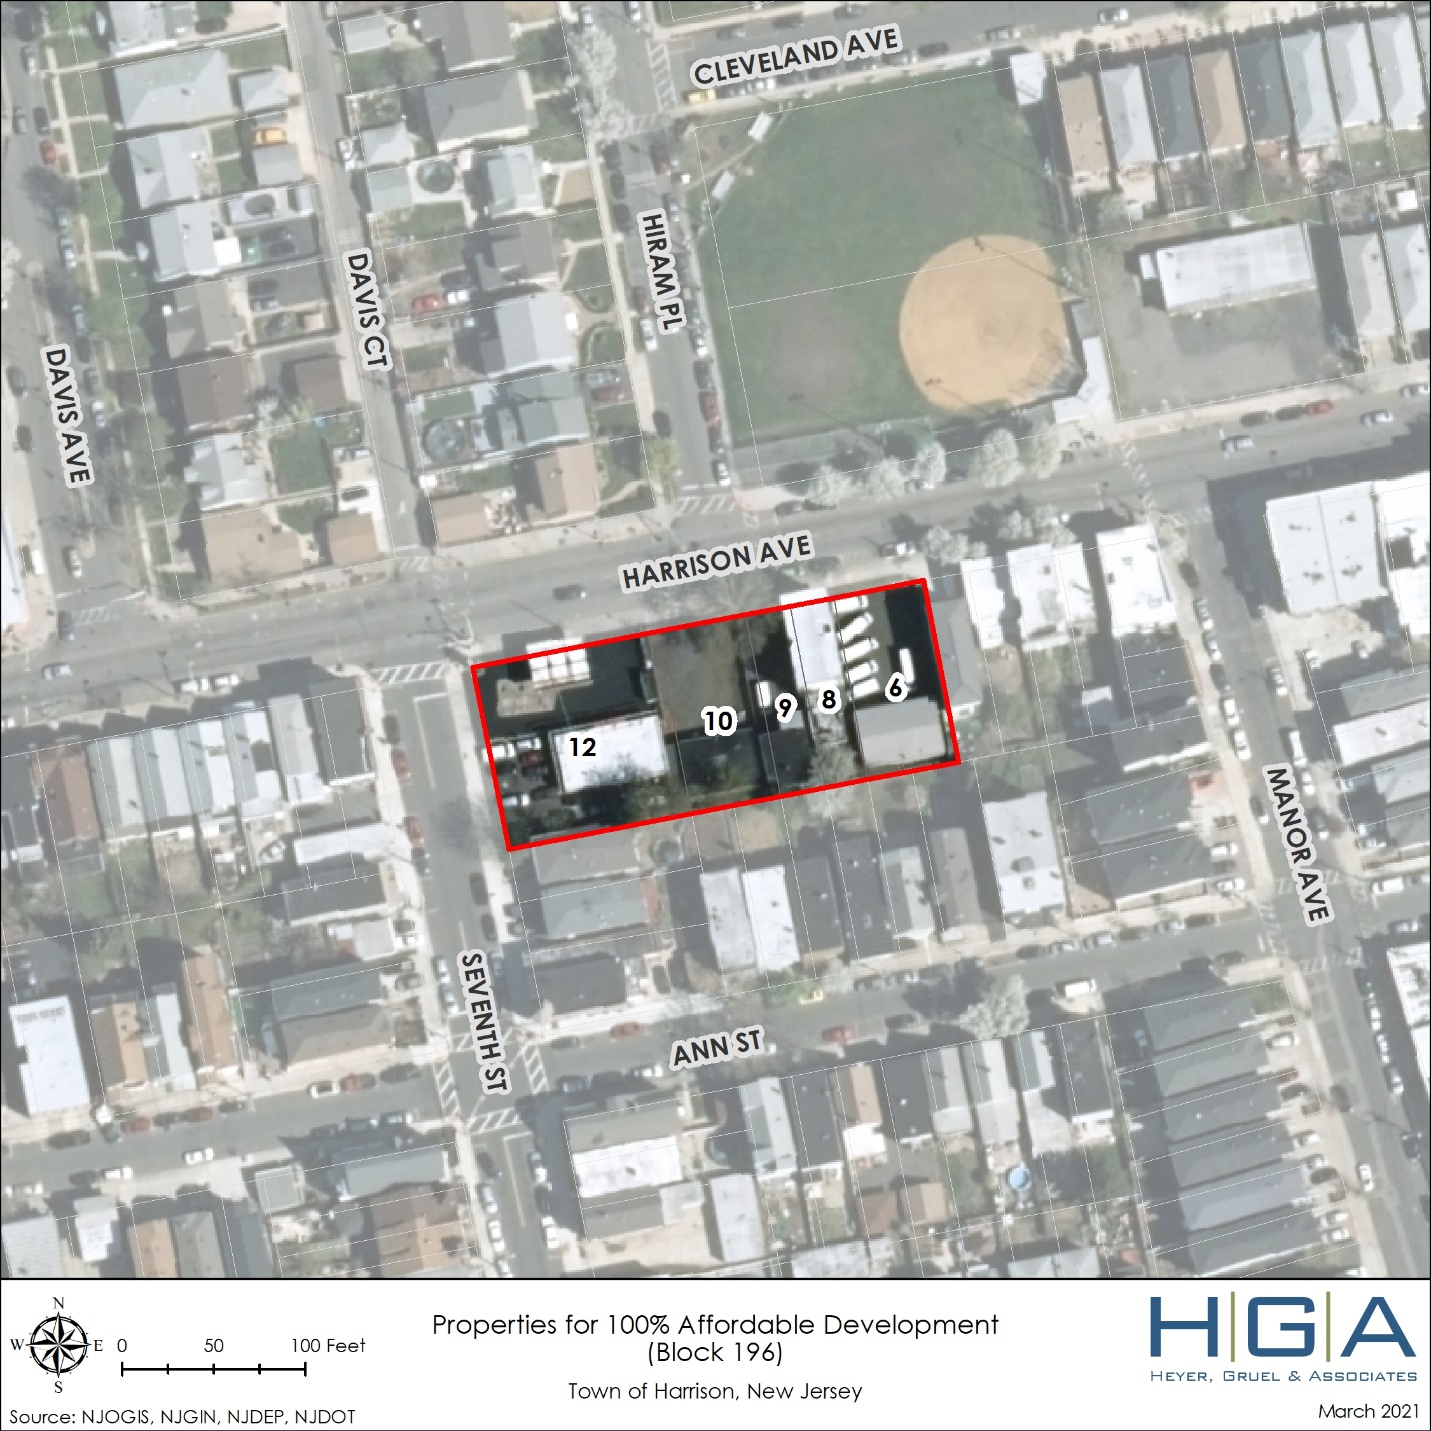 CLEVELAND AVE
HIRAM PL
DAVIS CT
DAVIS AVE
HARRISON AVE
6
8
9
10
12
MANOR AVE
SEVENTH ST
ANN ST
N
W E
S
0 50 100 Feet
Source: NJOGIS, NJGIN, NJDEP, NJDOT
Properties for 100% Affordable Development
(Block 196)
Town of Harrison, New Jersey
H|G|A
HEYER, GRUEL & ASSOCIATES
March 2021